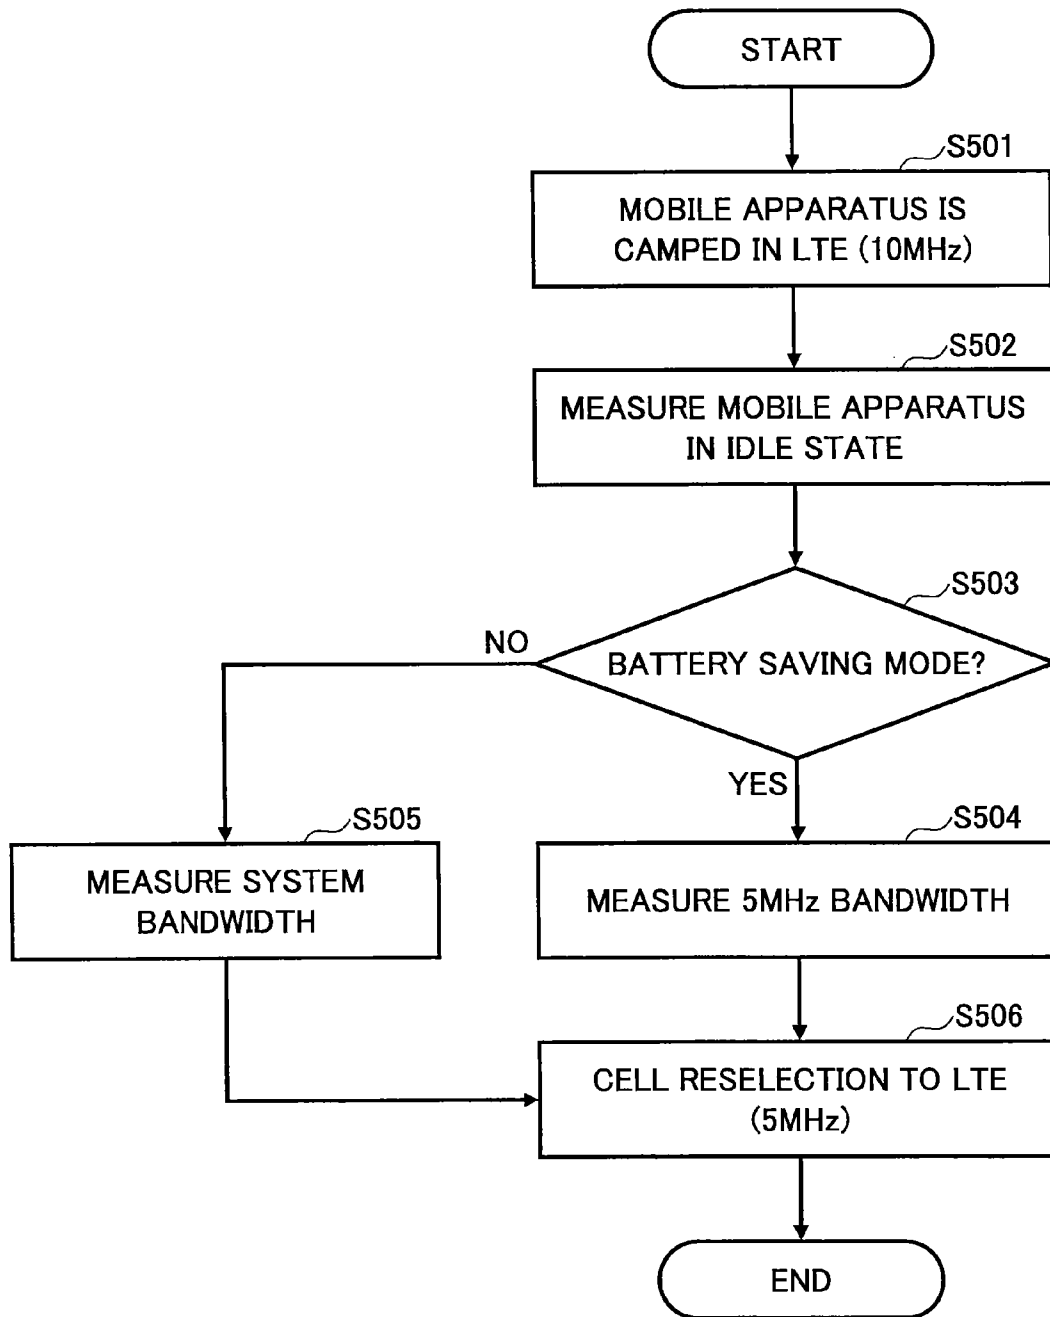 START
S501
MOBILE APPARATUS IS
CAMPED IN LTE (10MHz)
S502
MEASURE MOBILE APPARATUS
IN IDLE STATE
S503
BATTERY SAVING MODE?
NO
YES
S505
MEASURE SYSTEM
BANDWIDTH
S504
MEASURE 5MHz BANDWIDTH
S506
CELL RESELECTION TO LTE
(5MHz)
END